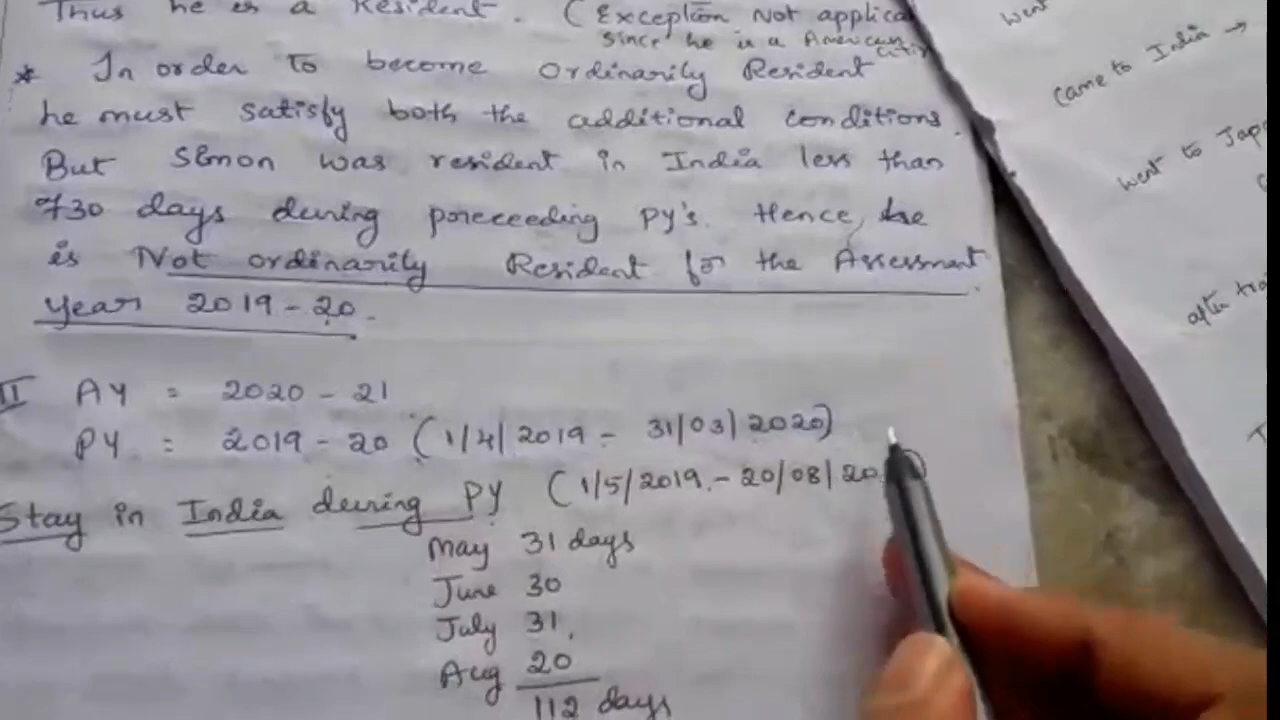 Thus he is a Resident. (Exception Not applica
since he is a American
* In order to become Ordinarily Resident
he must satisfy both the additional conditions.
But Simon was resident in India less than
730 days during preceeding PY's. Hence, he
is Not ordinarily Resident for the Assessment
year 2019-20.
II AY = 2020-21
PY = 2019-20 (1/4/2019 - 31/03/2020)
Stay in India during PY (1/5/2019 - 20/08/20
May 31 days
June 30
July 31,
Aug 20
112 days
went
came to India →
went to Jap
after trai